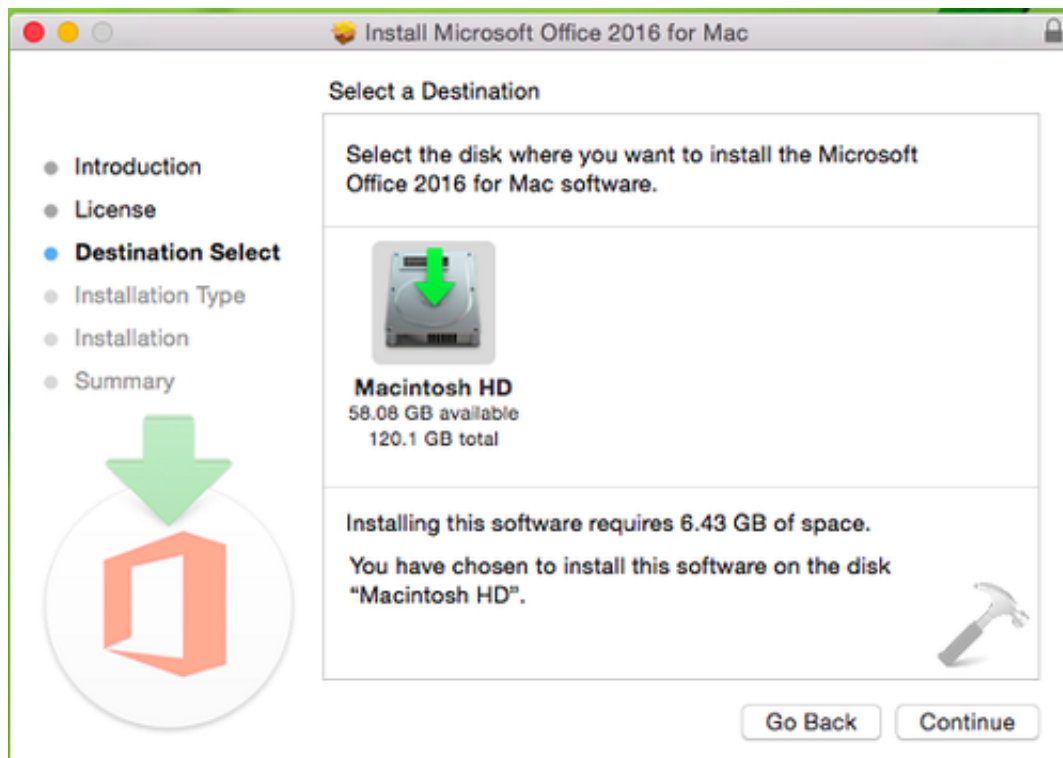 Install Microsoft Office 2016 for Mac
Select a Destination
Introduction
License
Destination Select
Installation Type
Installation
Summary
Select the disk where you want to install the Microsoft
Office 2016 for Mac software.
Macintosh HD
58.08 GB available
120.1 GB total
Installing this software requires 6.43 GB of space.
You have chosen to install this software on the disk
“Macintosh HD”.
Go Back
Continue